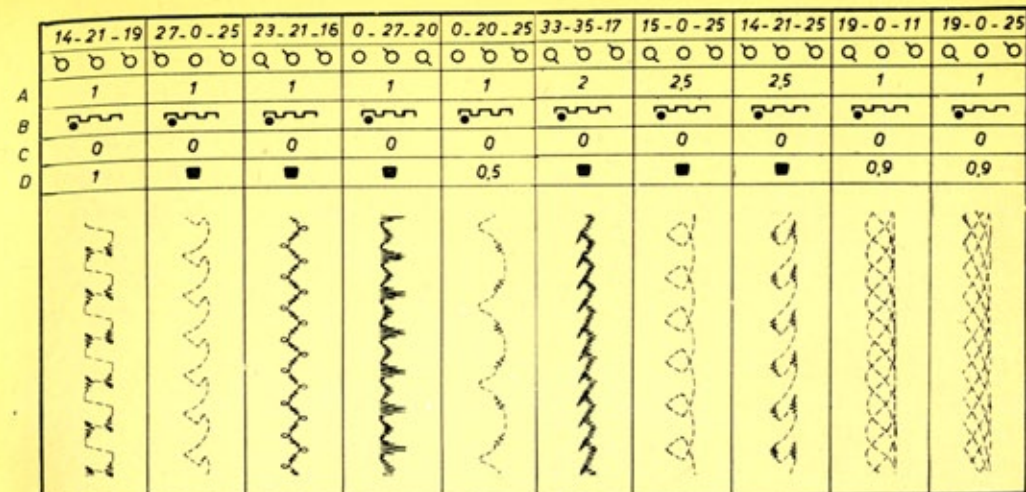 14-21-19 27-0-25 23-21-16 0-27-20 0-20-25 33-35-17 15-0-25 14-21-25 19-0-11 19-0-25
A 1 1 1 1 1 2 2,5 2,5 1 1
B
C 0 0 0 0 0 0 0 0 0 0
D 1 0,5 0,9 0,9